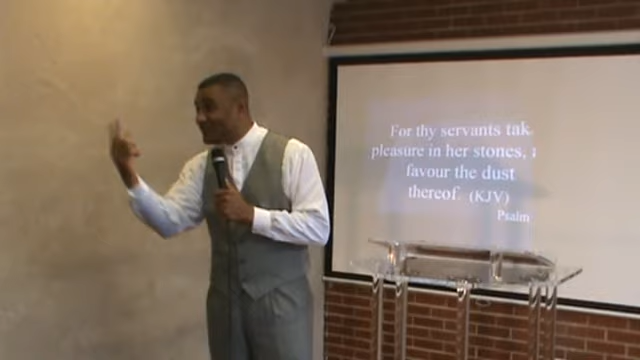 For thy servants tak
pleasure in her stones,
favour the dust
thereof. (KJV)
Psalm